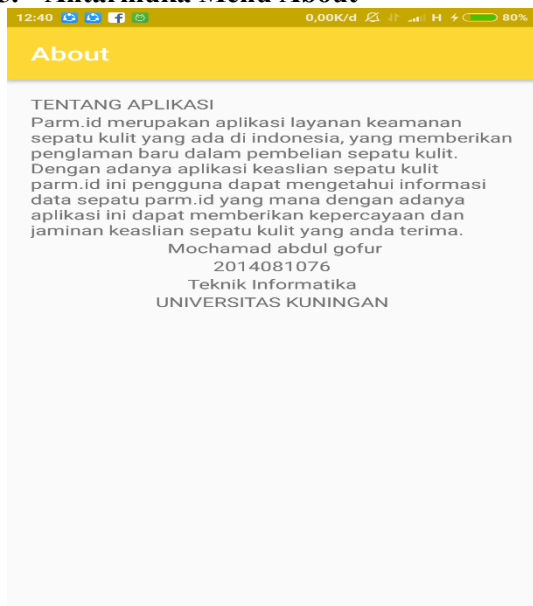 Antarmuka Menu About
12:40 0,00K/d H 80%
About
TENTANG APLIKASI
Parm.id merupakan aplikasi layanan keamanan
sepatu kulit yang ada di indonesia, yang memberikan
penglaman baru dalam pembelian sepatu kulit.
Dengan adanya aplikasi keaslian sepatu kulit
parm.id ini pengguna dapat mengetahui informasi
data sepatu parm.id yang mana dengan adanya
aplikasi ini dapat memberikan kepercayaan dan
jaminan keaslian sepatu kulit yang anda terima.
Mochamad abdul gofur
2014081076
Teknik Informatika
UNIVERSITAS KUNINGAN